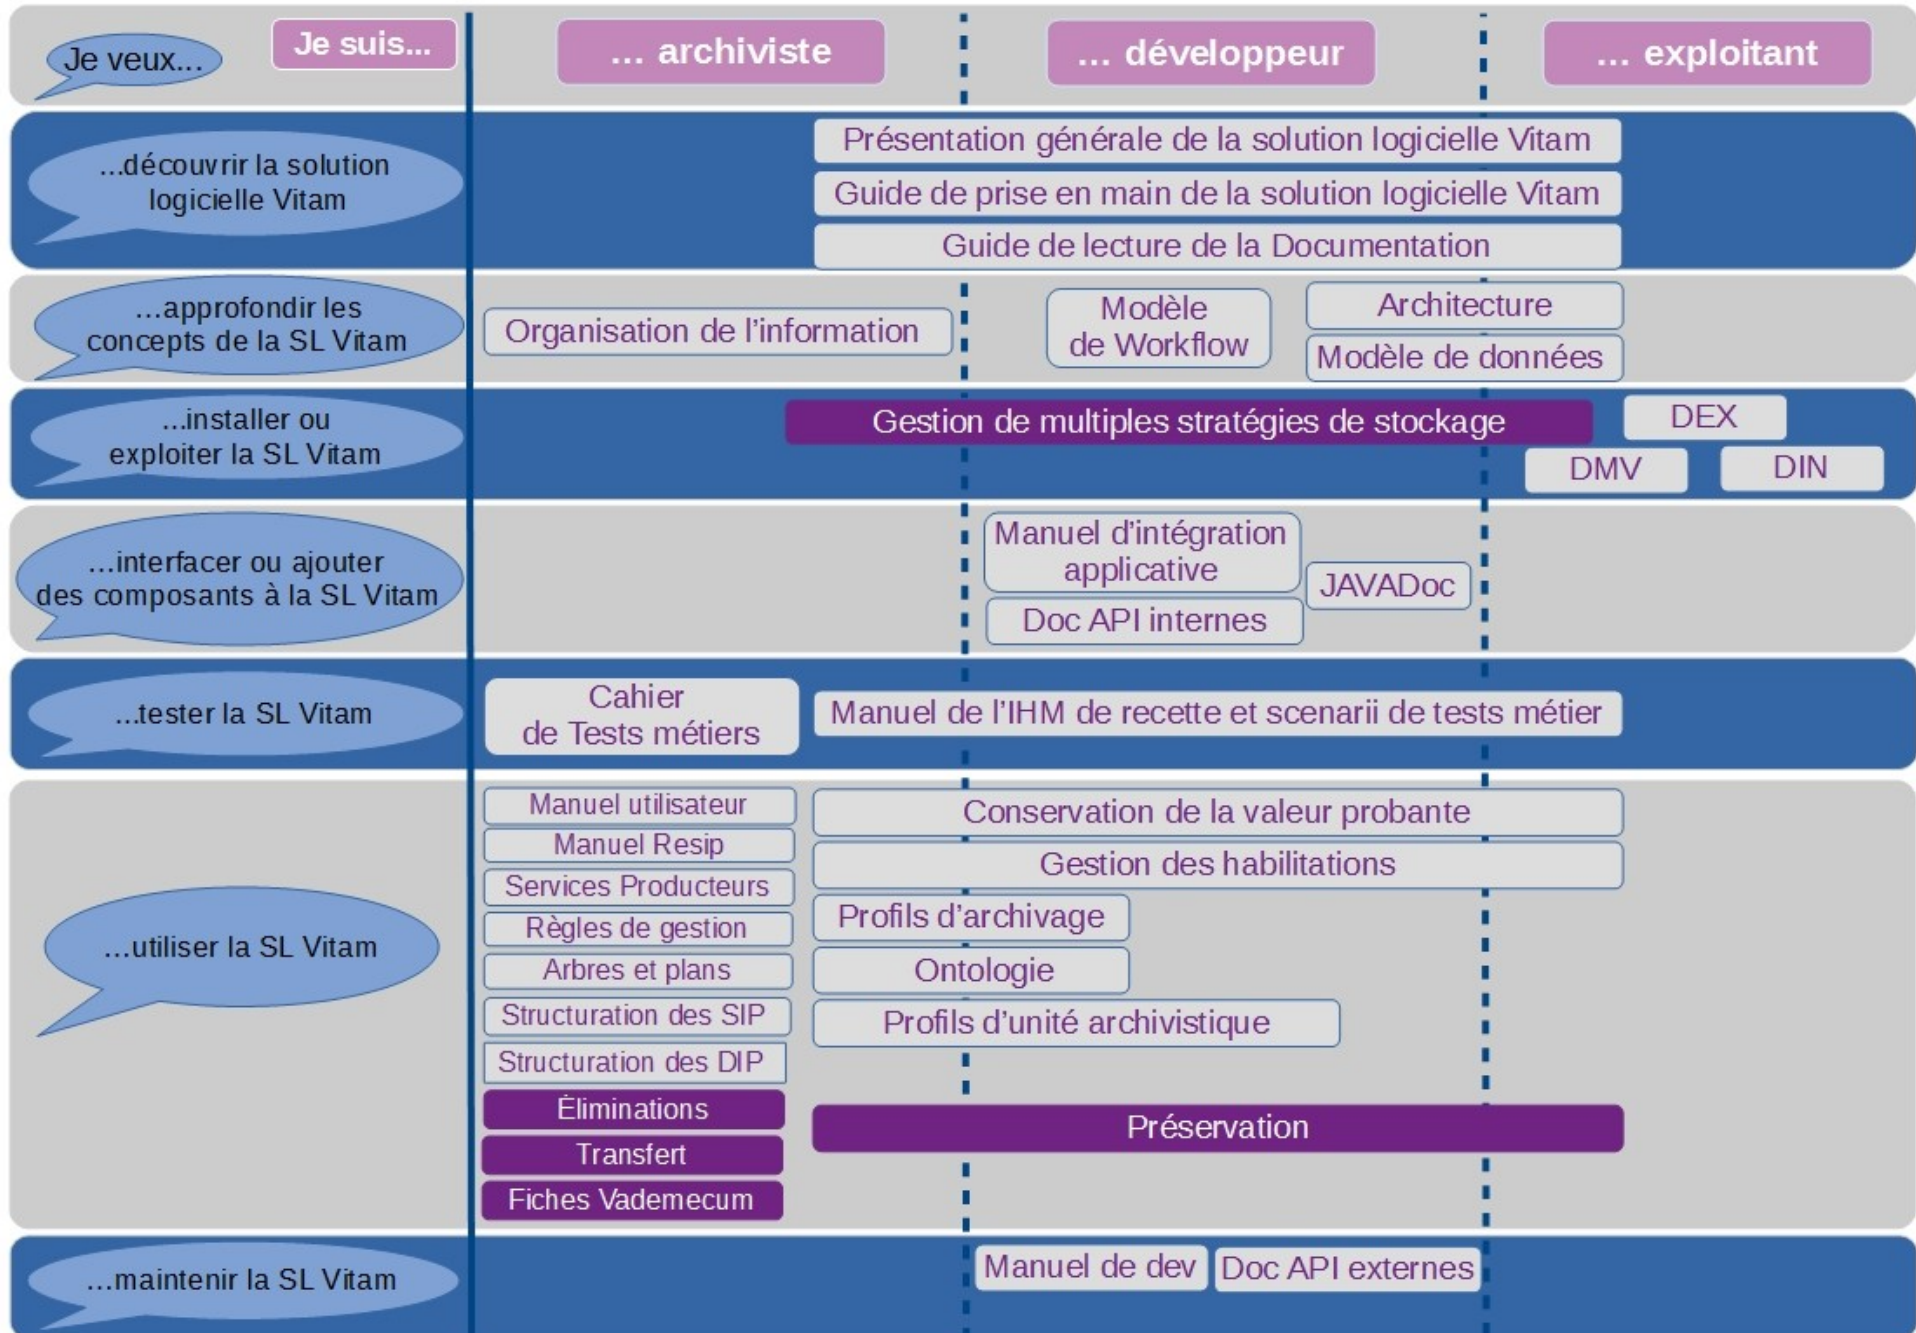 Je veux...
Je suis...
... archiviste
... développeur
... exploitant
...découvrir la solution
logicielle Vitam
Présentation générale de la solution logicielle Vitam
Guide de prise en main de la solution logicielle Vitam
Guide de lecture de la Documentation
...approfondir les
concepts de la SL Vitam
Organisation de l'information
Modèle
de Workflow
Architecture
Modèle de données
...installer ou
exploiter la SL Vitam
Gestion de multiples stratégies de stockage
DEX
DMV
DIN
...interfacer ou ajouter
des composants à la SL Vitam
Manuel d'intégration
applicative
JAVADoc
Doc API internes
...tester la SL Vitam
Cahier
de Tests métiers
Manuel de l'IHM de recette et scenarii de tests métier
...utiliser la SL Vitam
Manuel utilisateur
Manuel Resip
Services Producteurs
Règles de gestion
Arbres et plans
Structuration des SIP
Structuration des DIP
Éliminations
Transfert
Fiches Vademecum
Conservation de la valeur probante
Gestion des habilitations
Profils d'archivage
Ontologie
Profils d'unité archivistique
Préservation
...maintenir la SL Vitam
Manuel de dev
Doc API externes